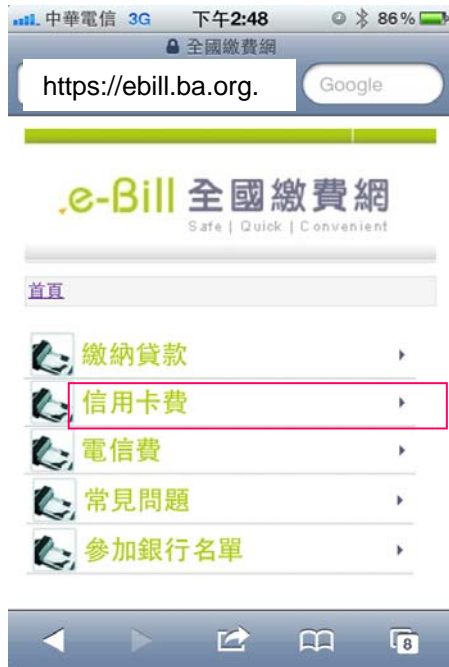 中華電信 3G 下午2:48 86%
全國繳費網
https://ebill.ba.org. Google
e-Bill 全國繳費網
Safe | Quick | Convenient
首頁
繳納貸款
信用卡費
電信費
常見問題
參加銀行名單
8